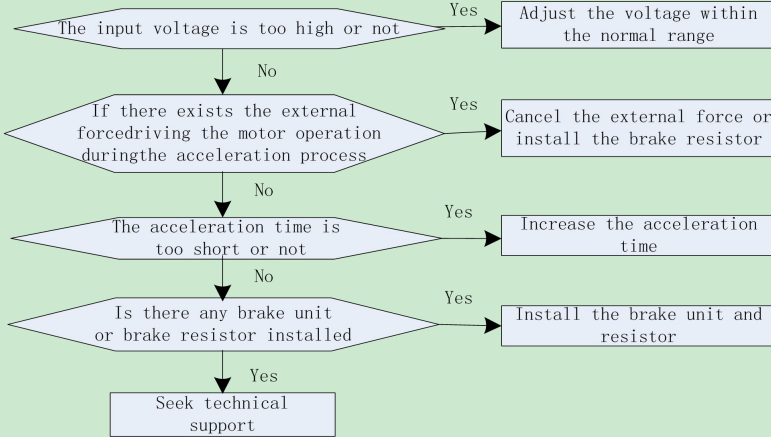 The input voltage is too high or not
Yes
Adjust the voltage within
the normal range
No
If there exists the external
forcedriving the motor operation
duringthe acceleration process
Yes
Cancel the external force or
install the brake resistor
No
The acceleration time is
too short or not
Yes
Increase the acceleration
time
No
Is there any brake unit
or brake resistor installed
Yes
Install the brake unit and
resistor
Yes
Seek technical
support